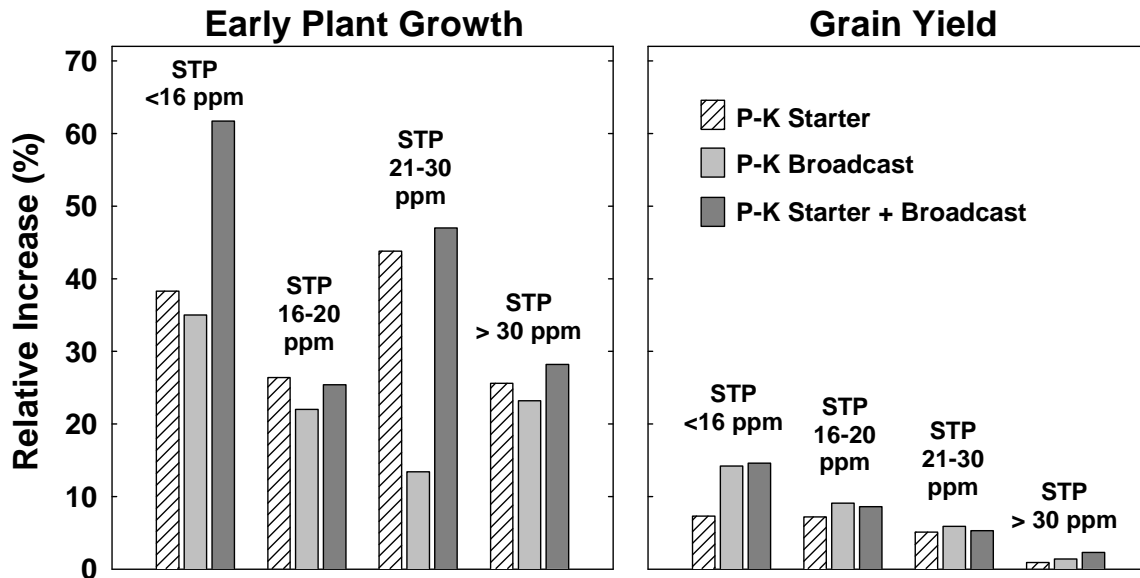 Early Plant Growth
Grain Yield
Relative Increase (%)
70
60
50
40
30
20
10
0
STP
<16 ppm
STP
16-20
ppm
STP
21-30
ppm
STP
> 30 ppm
P-K Starter
P-K Broadcast
P-K Starter + Broadcast
STP
<16 ppm
STP
16-20
ppm
STP
21-30
ppm
STP
> 30 ppm